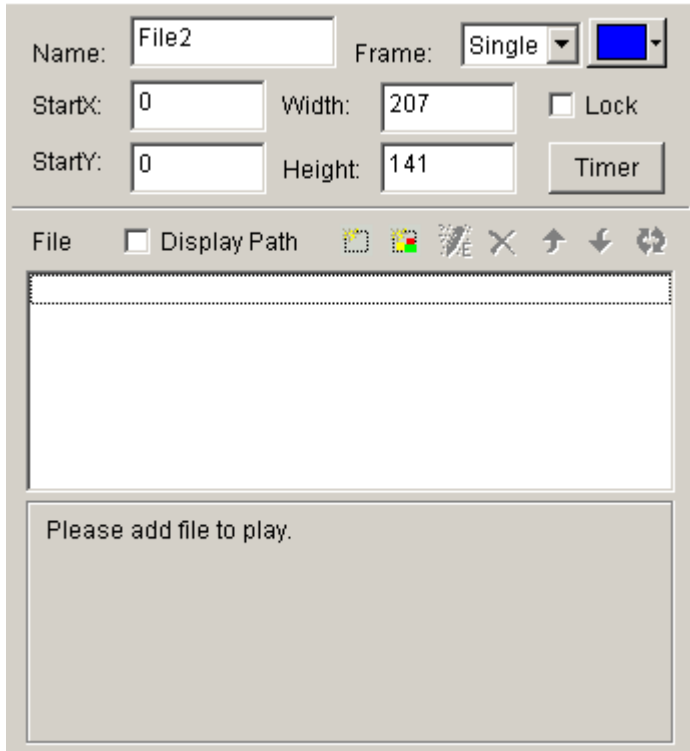 Name: File2 Frame: Single
StartX: 0 Width: 207 Lock
StartY: 0 Height: 141 Timer
File Display Path E
Please add file to play.